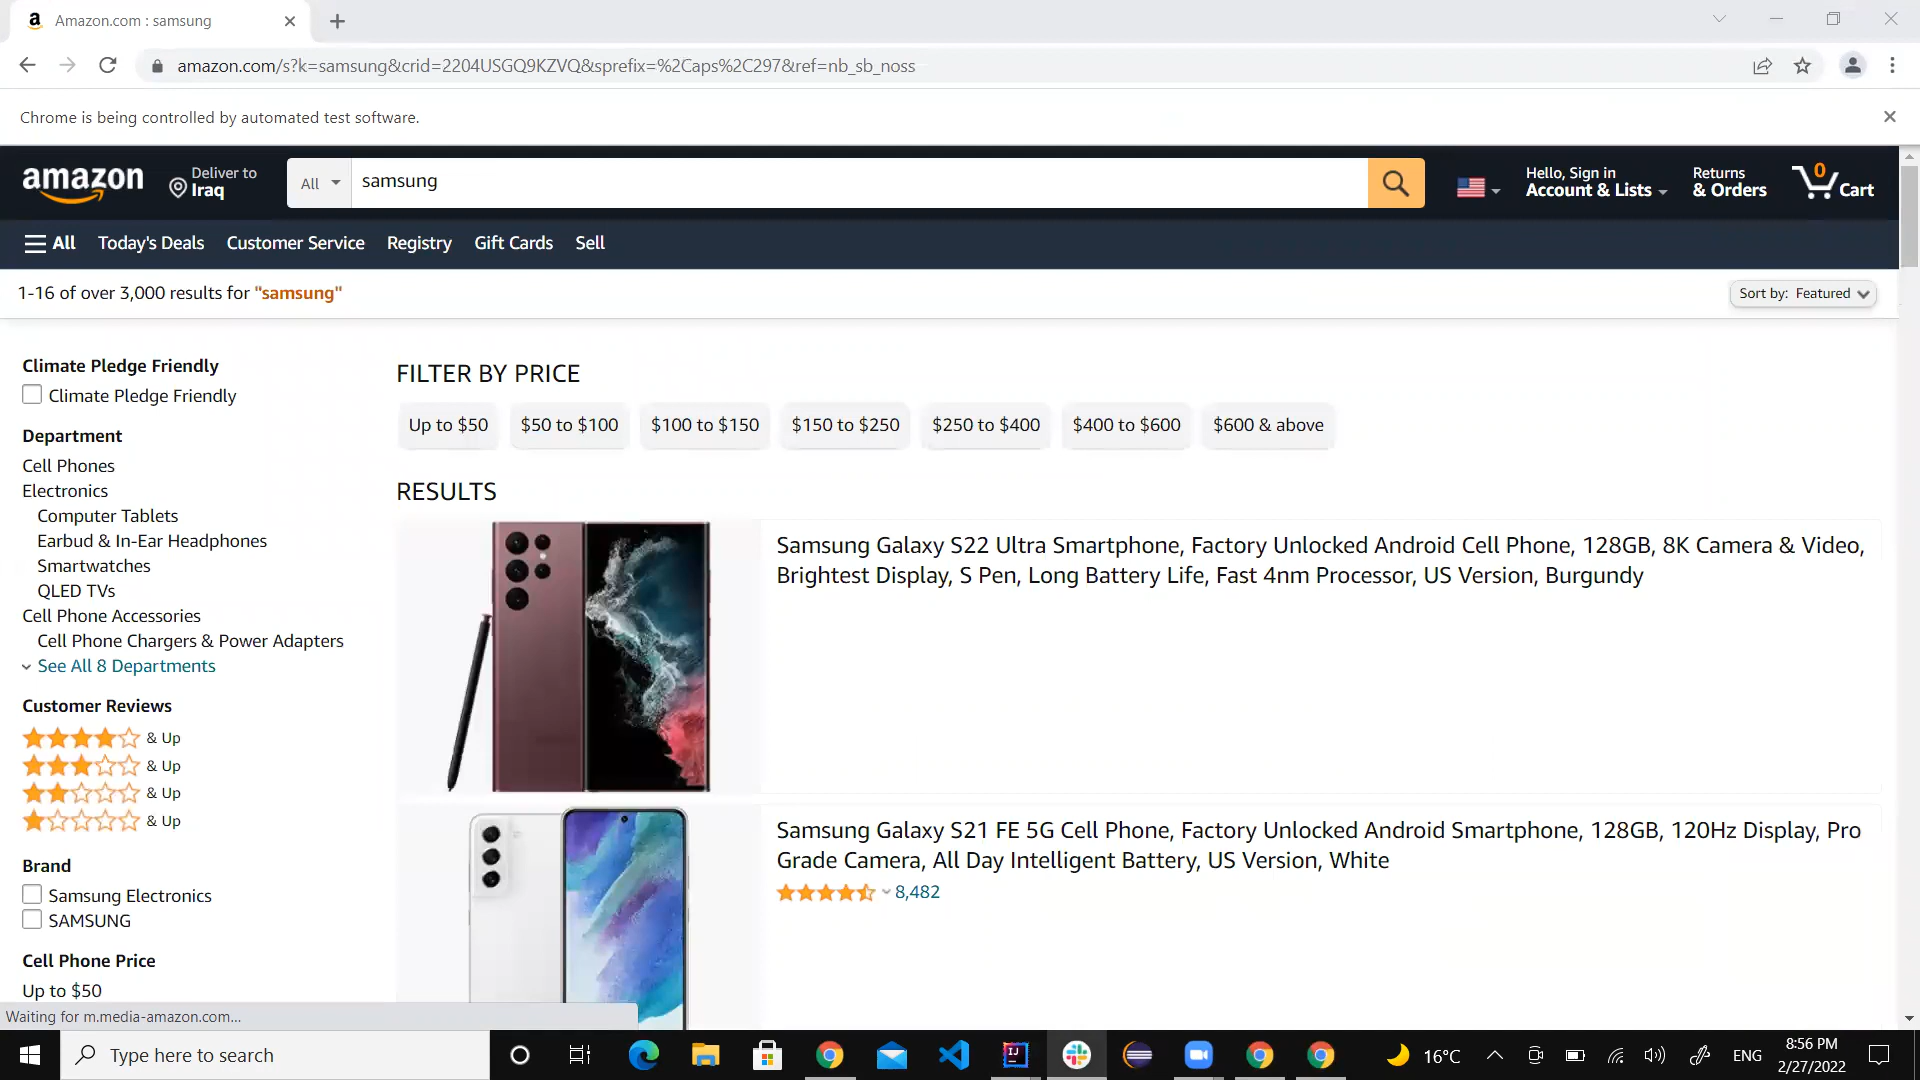 Amazon.com : samsung
amazon.com/s?k=samsung&crid=2204USGQ9KZVQ&sprefix=%2Caps%2C297&ref=nb_sb_noss
Chrome is being controlled by automated test software.
amazon
Deliver to
Iraq
All
samsung
Hello, Sign in
Account & Lists
Returns
& Orders
0
Cart
All
Today's Deals
Customer Service
Registry
Gift Cards
Sell
1-16 of over 3,000 results for "samsung"
Sort by: Featured
Climate Pledge Friendly
Climate Pledge Friendly
Department
Cell Phones
Electronics
Computer Tablets
Earbud & In-Ear Headphones
Smartwatches
QLED TVs
Cell Phone Accessories
Cell Phone Chargers & Power Adapters
See All 8 Departments
Customer Reviews
& Up
& Up
& Up
& Up
Brand
Samsung Electronics
SAMSUNG
Cell Phone Price
Up to $50
FILTER BY PRICE
Up to $50
$50 to $100
$100 to $150
$150 to $250
$250 to $400
$400 to $600
$600 & above
RESULTS
Samsung Galaxy S22 Ultra Smartphone, Factory Unlocked Android Cell Phone, 128GB, 8K Camera & Video,
Brightest Display, S Pen, Long Battery Life, Fast 4nm Processor, US Version, Burgundy
Samsung Galaxy S21 FE 5G Cell Phone, Factory Unlocked Android Smartphone, 128GB, 120Hz Display, Pro
Grade Camera, All Day Intelligent Battery, US Version, White
8,482
Waiting for m.media-amazon.com...
Type here to search
IJ
16°C
ENG
8:56 PM
2/27/2022